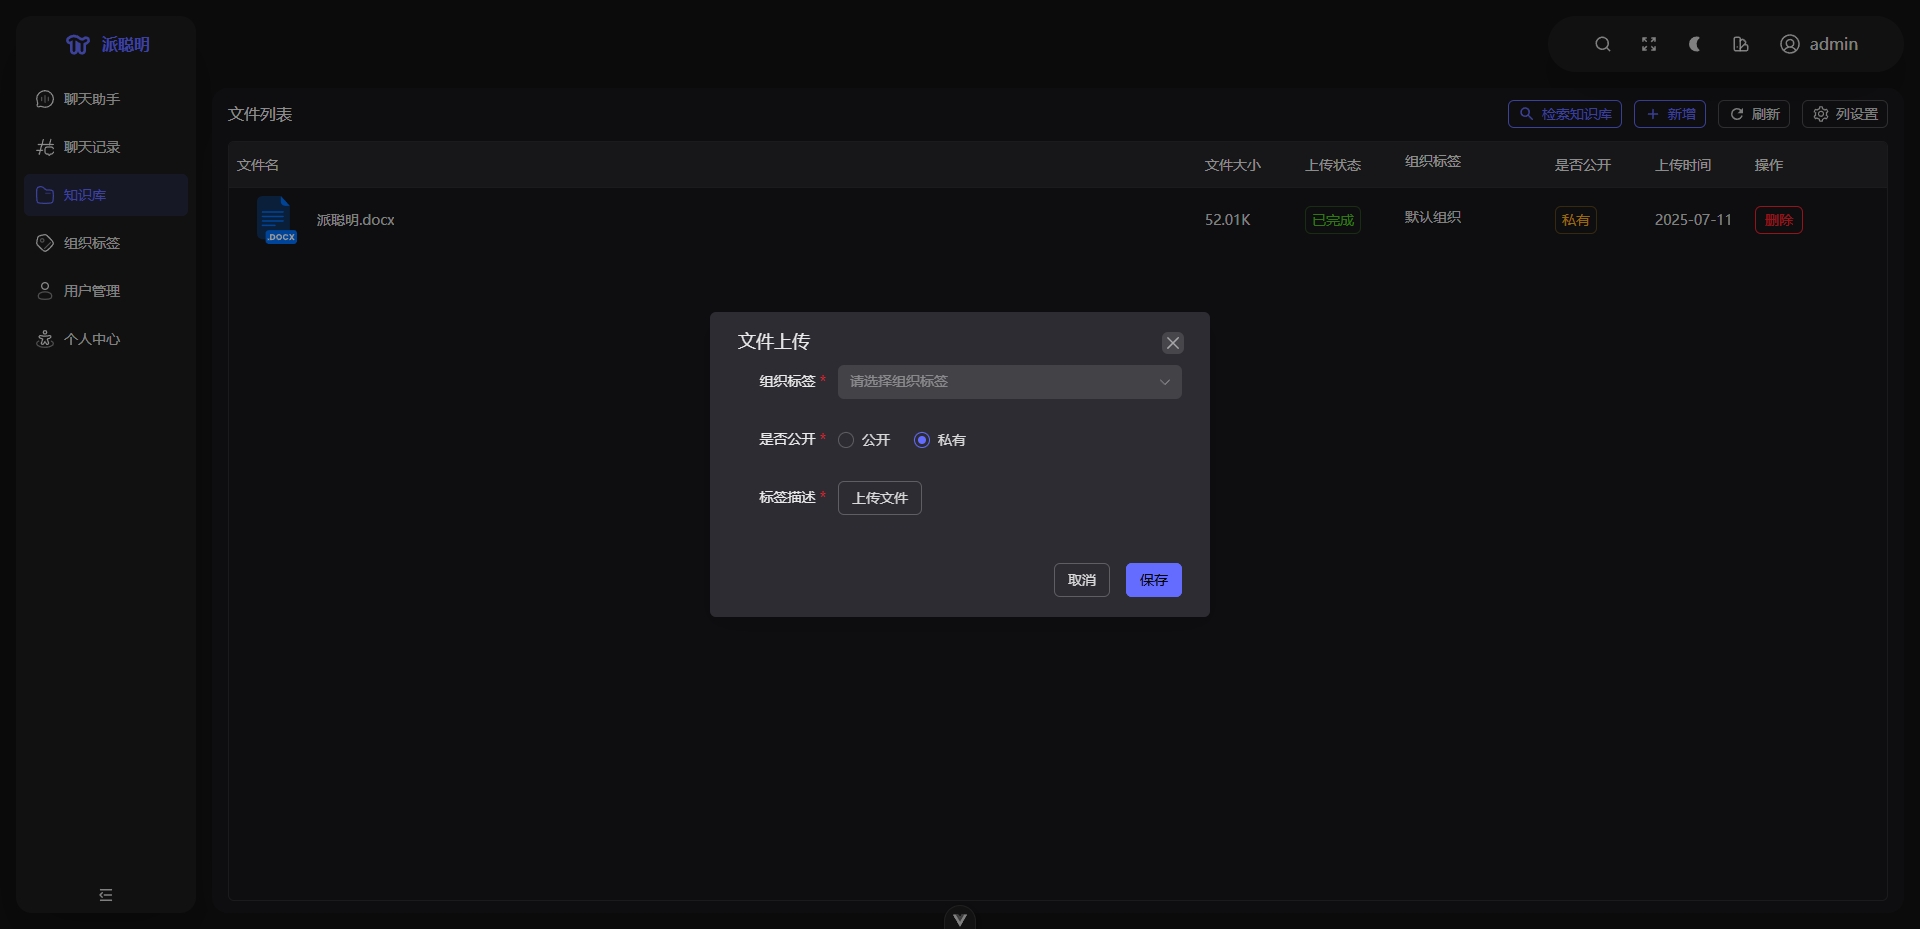 派聪明
admin
聊天助手
聊天记录
知识库
组织标签
用户管理
个人中心
文件列表
检索知识库
新增
刷新
列设置
文件名 文件大小 上传状态 组织标签 是否公开 上传时间 操作
.DOCX 派聪明.docx 52.01K 已完成 默认组织 私有 2025-07-11 删除
文件上传
组织标签 * 请选择组织标签
是否公开 * 公开 私有
标签描述 * 上传文件
取消 保存